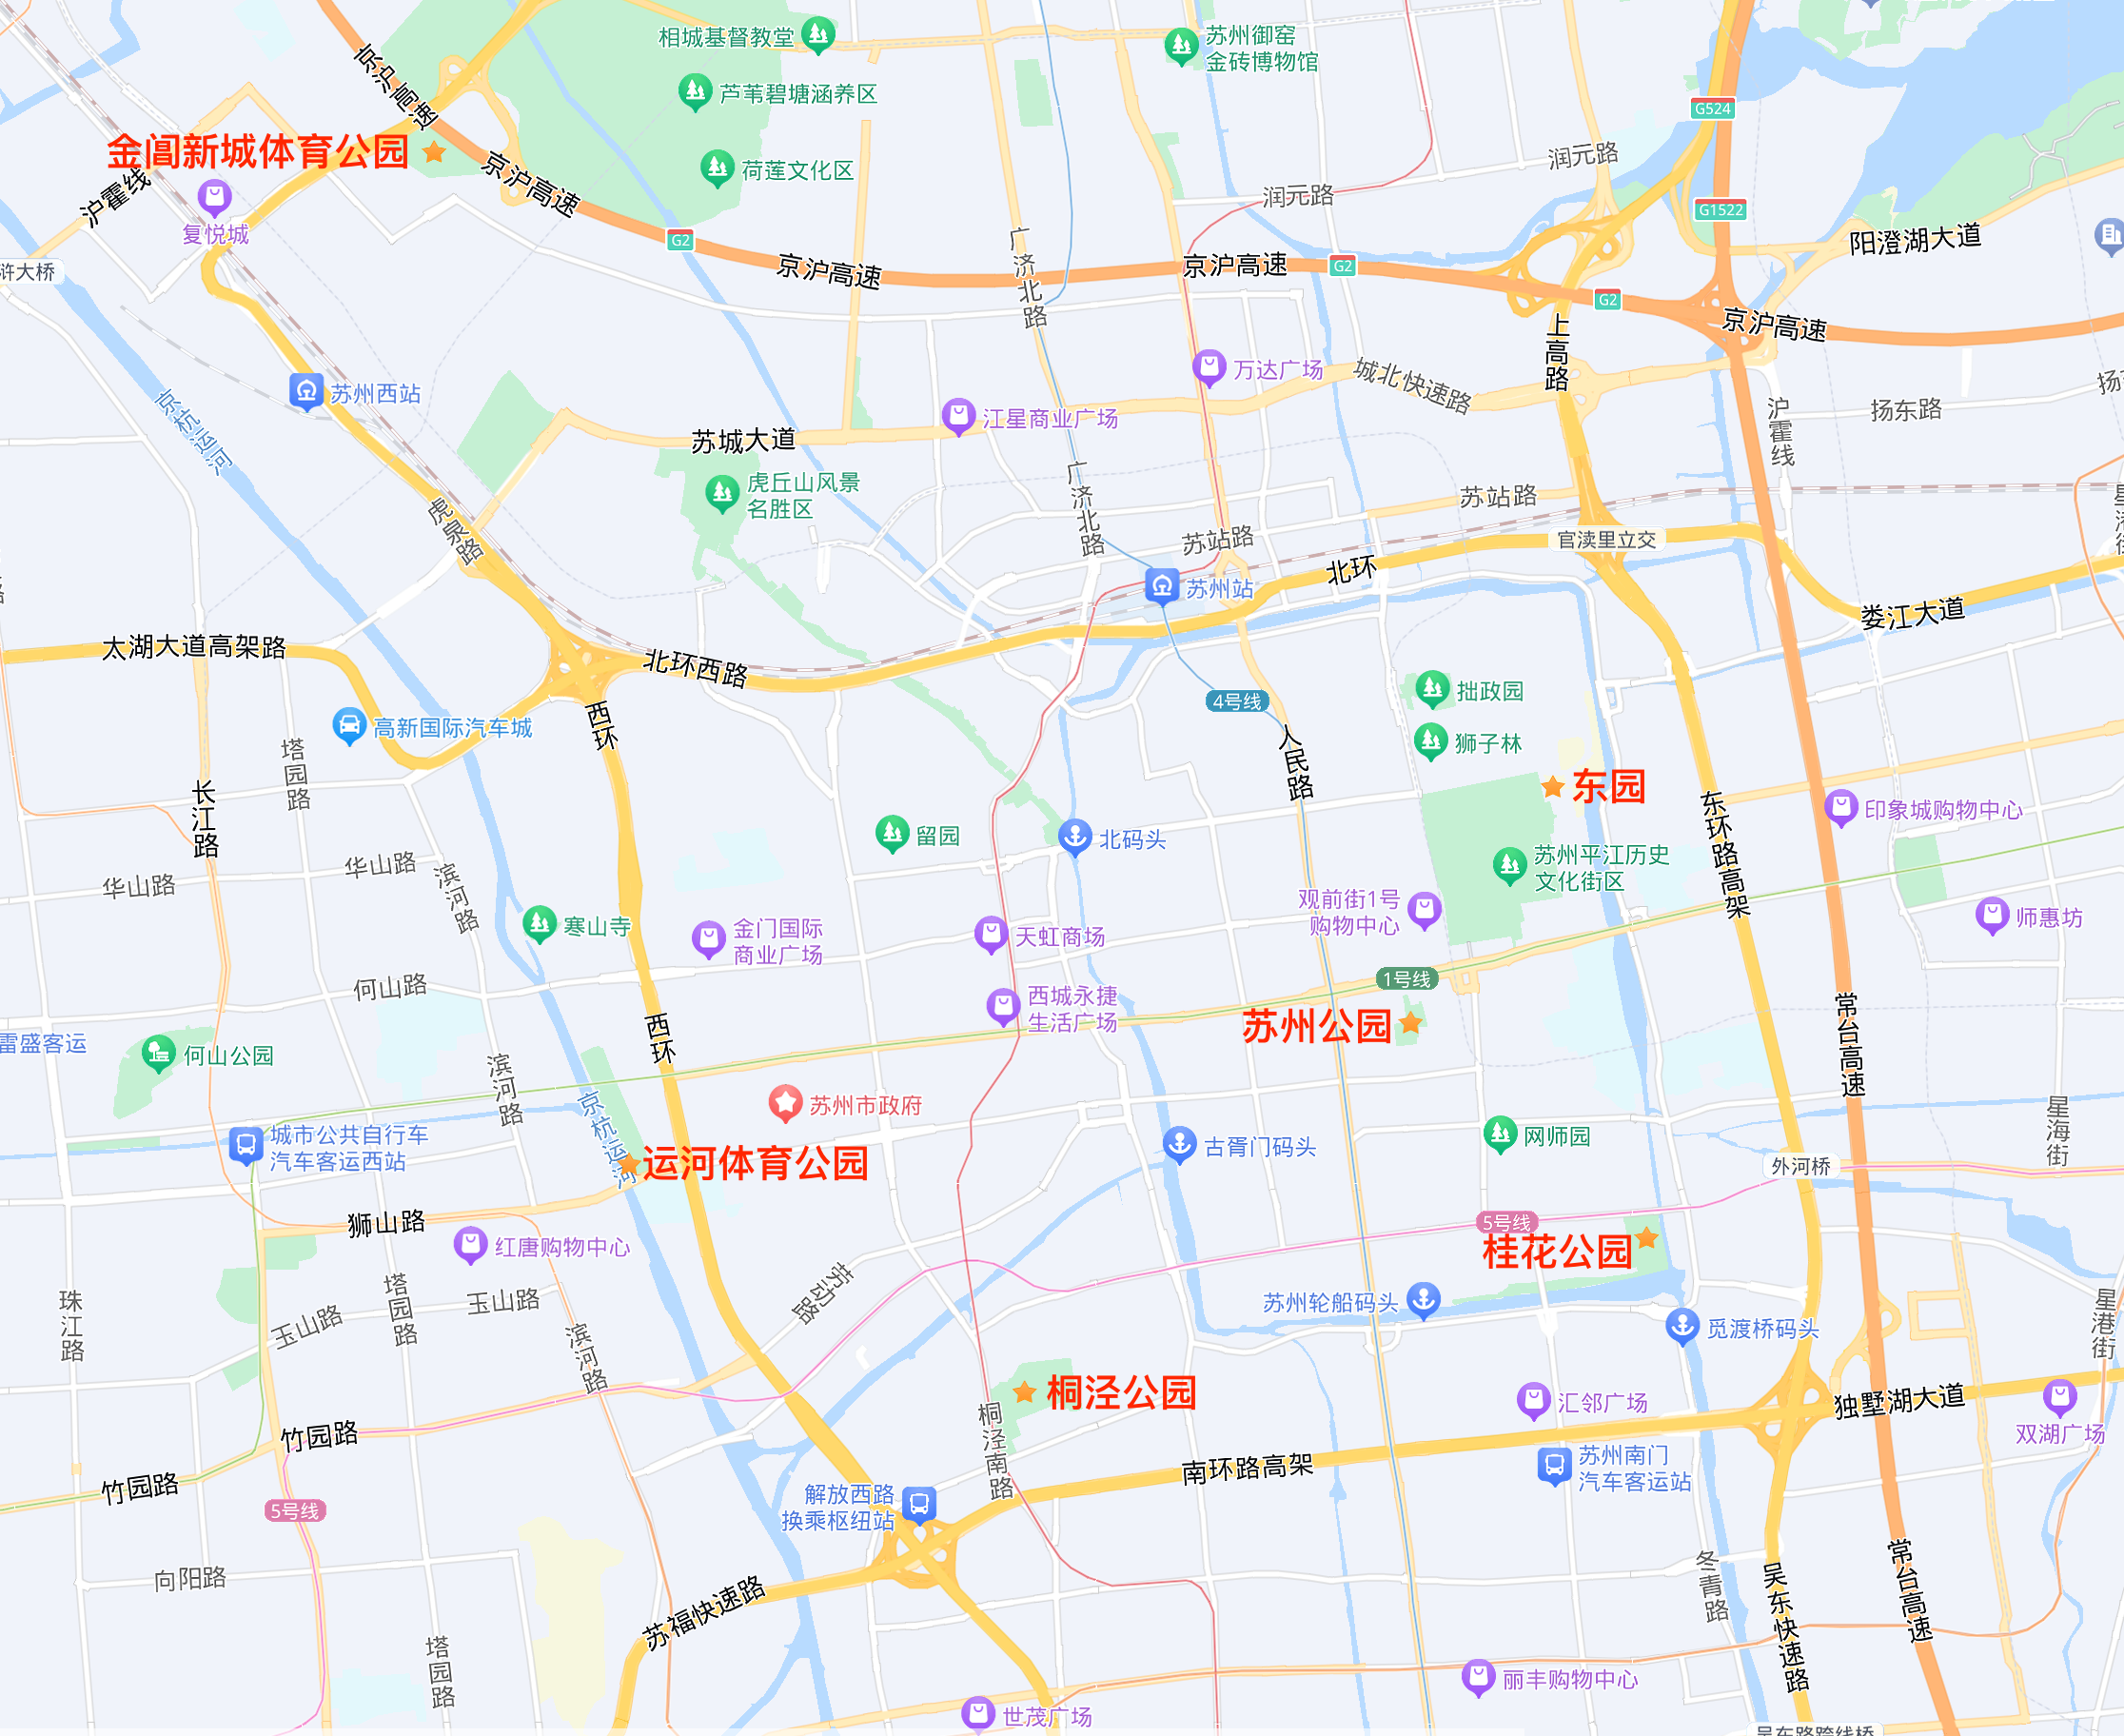 相城基督教堂
苏州御窑
金砖博物馆
京沪高速
芦苇碧塘涵养区
G524
金阊新城体育公园
荷莲文化区
润元路
润元路
京沪高速
沪霍线
复悦城
G2
G1522
广济北路
阳澄湖大道
浒大桥
京沪高速
京沪高速
G2
G2
京沪高速
上高路
万达广场
城北快速路
苏州西站
京杭运河
江星商业广场
沪霍线
扬东路
苏城大道
虎丘山风景
名胜区
广济北路
苏站路
虎泉路
苏站路
官渎里立交
北环
苏州站
娄江大道
太湖大道高架路
北环西路
拙政园
4号线
高新国际汽车城
西环
人民路
狮子林
塔园路
东园
长江路
东环路高架
印象城购物中心
留园
北码头
苏州平江历史
文化街区
华山路
华山路
滨河路
观前街1号
购物中心
师惠坊
寒山寺
金门国际
商业广场
天虹商场
何山路
1号线
西城永捷
生活广场
苏州公园
西环
常台高速
雷盛客运
何山公园
滨河路
京杭运河
苏州市政府
星海街
城市公共自行车
汽车客运西站
古胥门码头
网师园
运河体育公园
外河桥
狮山路
5号线
红唐购物中心
桂花公园
塔园路
玉山路
玉山路
劳动路
苏州轮船码头
觅渡桥码头
珠江路
星港街
滨河路
桐泾公园
汇邻广场
独墅湖大道
双湖广场
竹园路
桐泾南路
南环路高架
苏州南门
汽车客运站
竹园路
5号线
解放西路
换乘枢纽站
向阳路
冬青路
吴东快速路
常台高速
苏福快速路
塔园路
丽丰购物中心
世茂广场